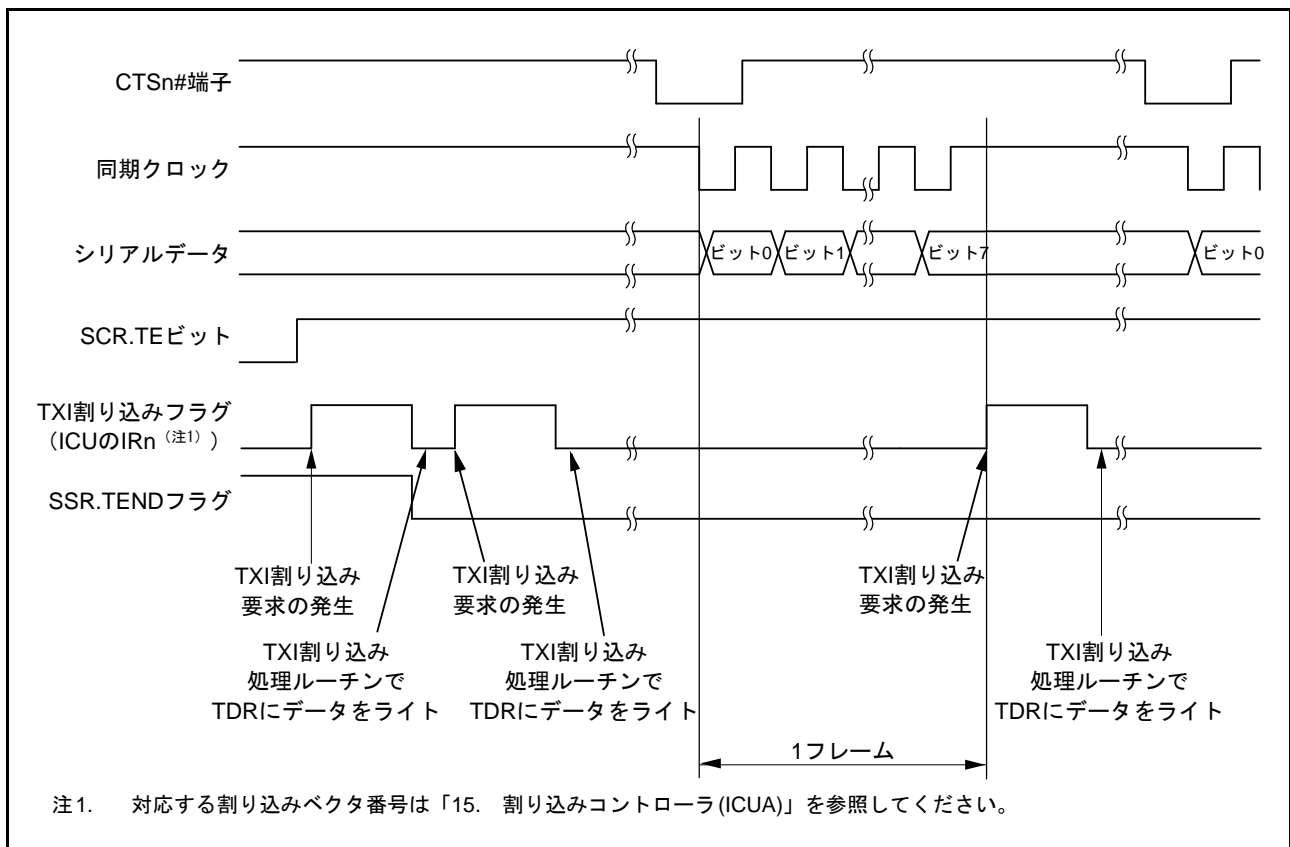 CTSn#端子
同期クロック
シリアルデータ
ビット0 ビット1 ビット7 ビット0
SCR.TEビット
TXI割り込みフラグ
（ICUのIRn（注1））
SSR.TENDフラグ
TXI割り込み
要求の発生
TXI割り込み
要求の発生
TXI割り込み
要求の発生
TXI割り込み
処理ルーチンで
TDRにデータをライト
TXI割り込み
処理ルーチンで
TDRにデータをライト
TXI割り込み
処理ルーチンで
TDRにデータをライト
1フレーム
注1. 対応する割り込みベクタ番号は「15. 割り込みコントローラ(ICUA)」を参照してください。